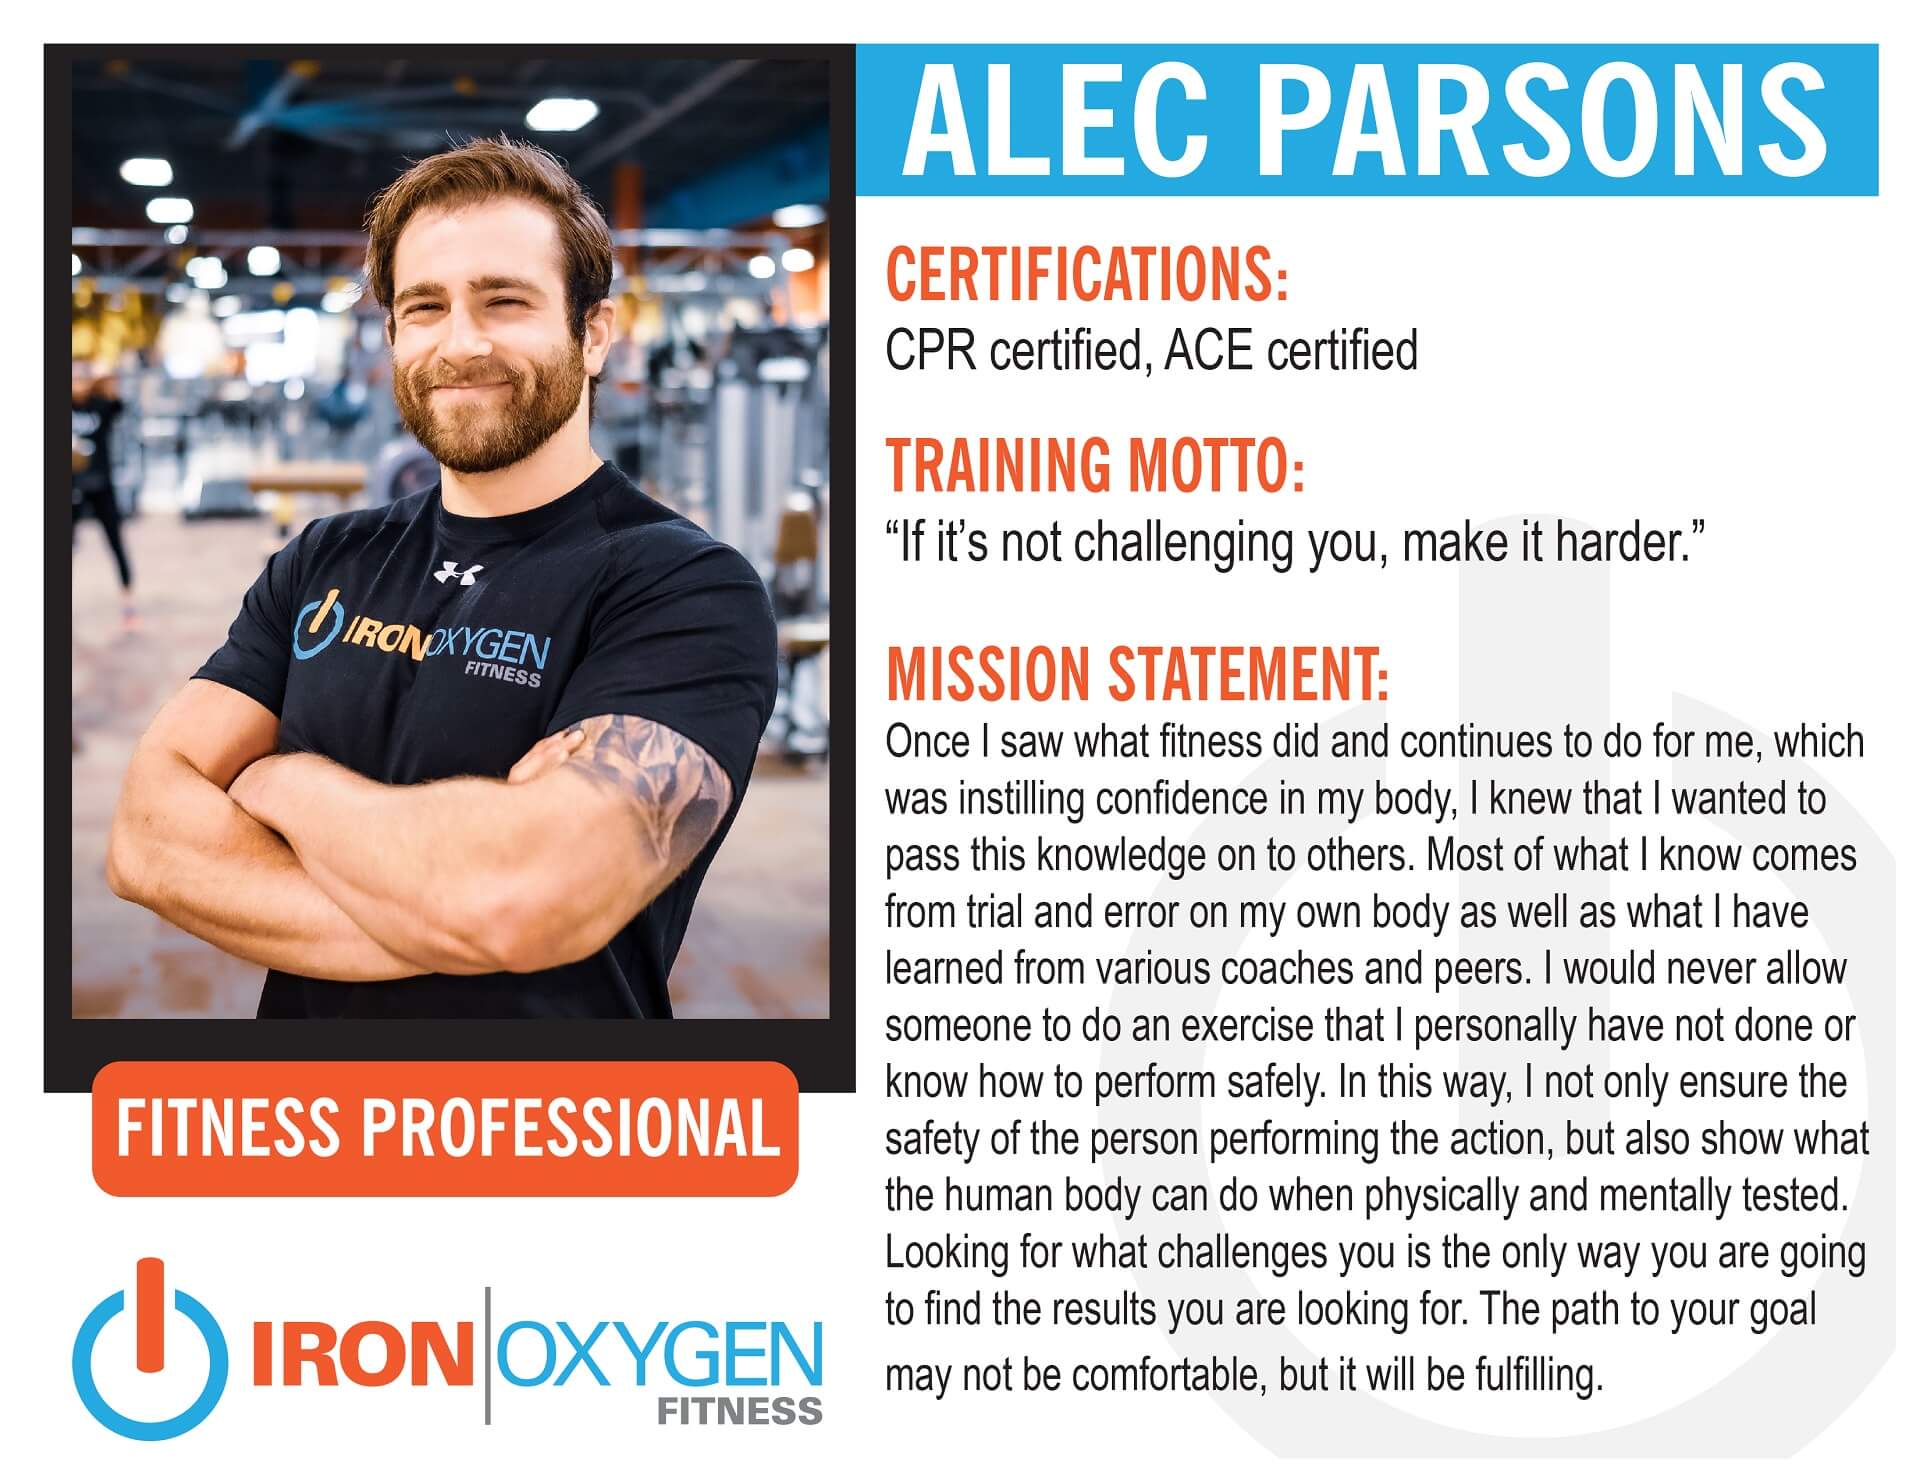 ALEC PARSONS
CERTIFICATIONS:
CPR certified, ACE certified
TRAINING MOTTO:
“If it’s not challenging you, make it harder.”
MISSION STATEMENT:
Once I saw what fitness did and continues to do for me, which
was instilling confidence in my body, I knew that I wanted to
pass this knowledge on to others. Most of what I know comes
from trial and error on my own body as well as what I have
learned from various coaches and peers. I would never allow
someone to do an exercise that I personally have not done or
know how to perform safely. In this way, I not only ensure the
safety of the person performing the action, but also show what
the human body can do when physically and mentally tested.
Looking for what challenges you is the only way you are going
to find the results you are looking for. The path to your goal
may not be comfortable, but it will be fulfilling.
IRONOXYGEN
FITNESS
FITNESS PROFESSIONAL
IRON OXYGEN
FITNESS